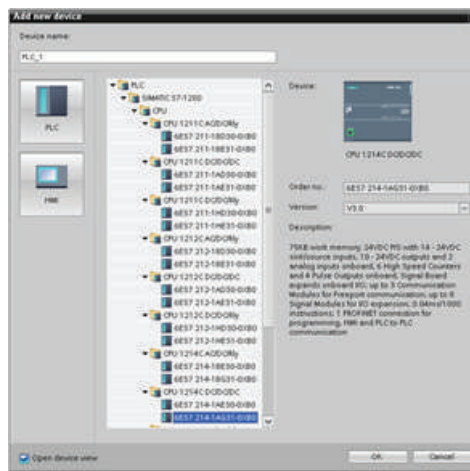 Add new device
Device name:
PLC_1
PLC
HMI
PLC
SIMATIC S7-1200
CPU
CPU 1211C AC/DC/Rly
6ES7 211-1BD30-0XB0
6ES7 211-1BE31-0XB0
CPU 1211C DC/DC/DC
6ES7 211-1AD30-0XB0
6ES7 211-1AE31-0XB0
CPU 1211C DC/DC/Rly
6ES7 211-1HD30-0XB0
6ES7 211-1HE31-0XB0
CPU 1212C AC/DC/Rly
6ES7 212-1BD30-0XB0
6ES7 212-1BE31-0XB0
CPU 1212C DC/DC/DC
6ES7 212-1AD30-0XB0
6ES7 212-1AE31-0XB0
CPU 1212C DC/DC/Rly
6ES7 212-1HD30-0XB0
6ES7 212-1HE31-0XB0
CPU 1214C AC/DC/Rly
6ES7 214-1BE30-0XB0
6ES7 214-1BG31-0XB0
CPU 1214C DC/DC/DC
6ES7 214-1AE30-0XB0
6ES7 214-1AG31-0XB0
Device:
CPU 1214C DC/DC/DC
Order no.:
6ES7 214-1AG31-0XB0
Version:
V3.0
Description:
75KB work memory; 24VDC PS with 14 - 24VDC
sink/source inputs, 10 - 24VDC outputs and 2
analog inputs onboard, 6 High Speed Counters
and 4 Pulse Outputs onboard; Signal Board
expands onboard I/O; up to 3 Communication
Modules for Freeport communication; up to 8
Signal Modules for I/O expansion; 0.04ms/1000
instructions; 1 PROFINET connection for
programming, HMI and PLC to PLC
communication
Open device view
OK
Cancel